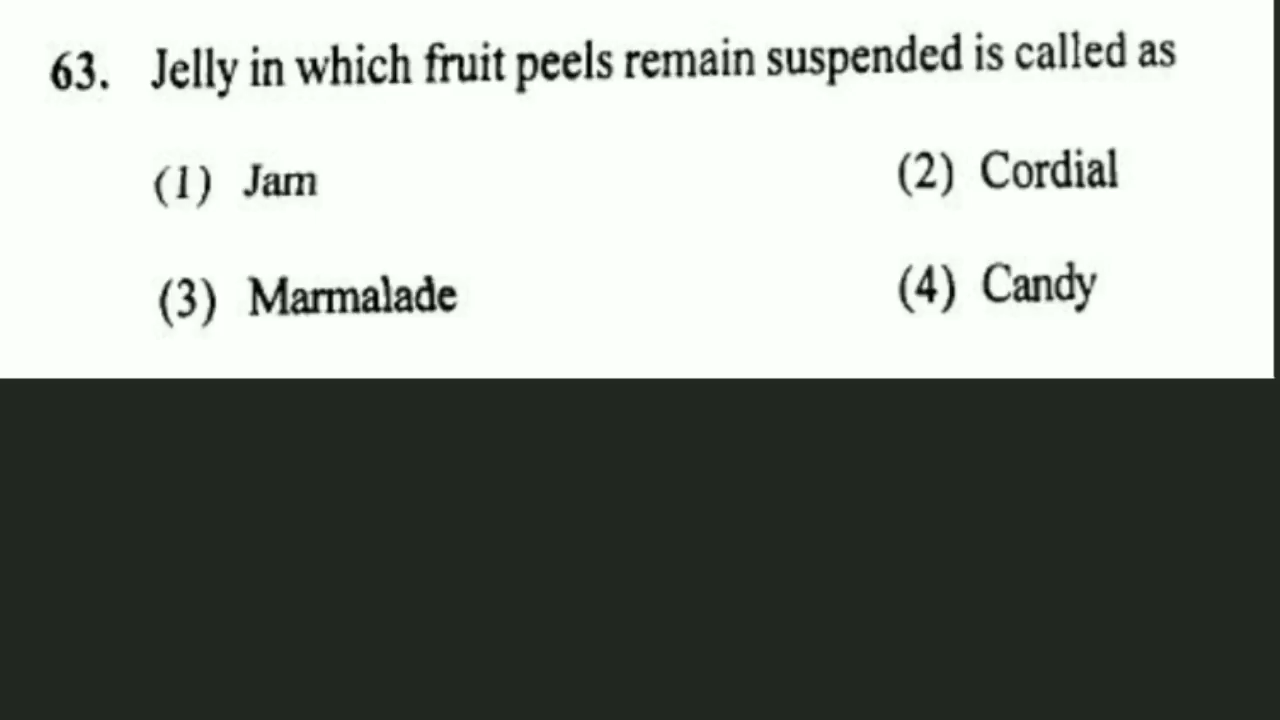 63. Jelly in which fruit peels remain suspended is called as
(1) Jam (2) Cordial
(3) Marmalade (4) Candy